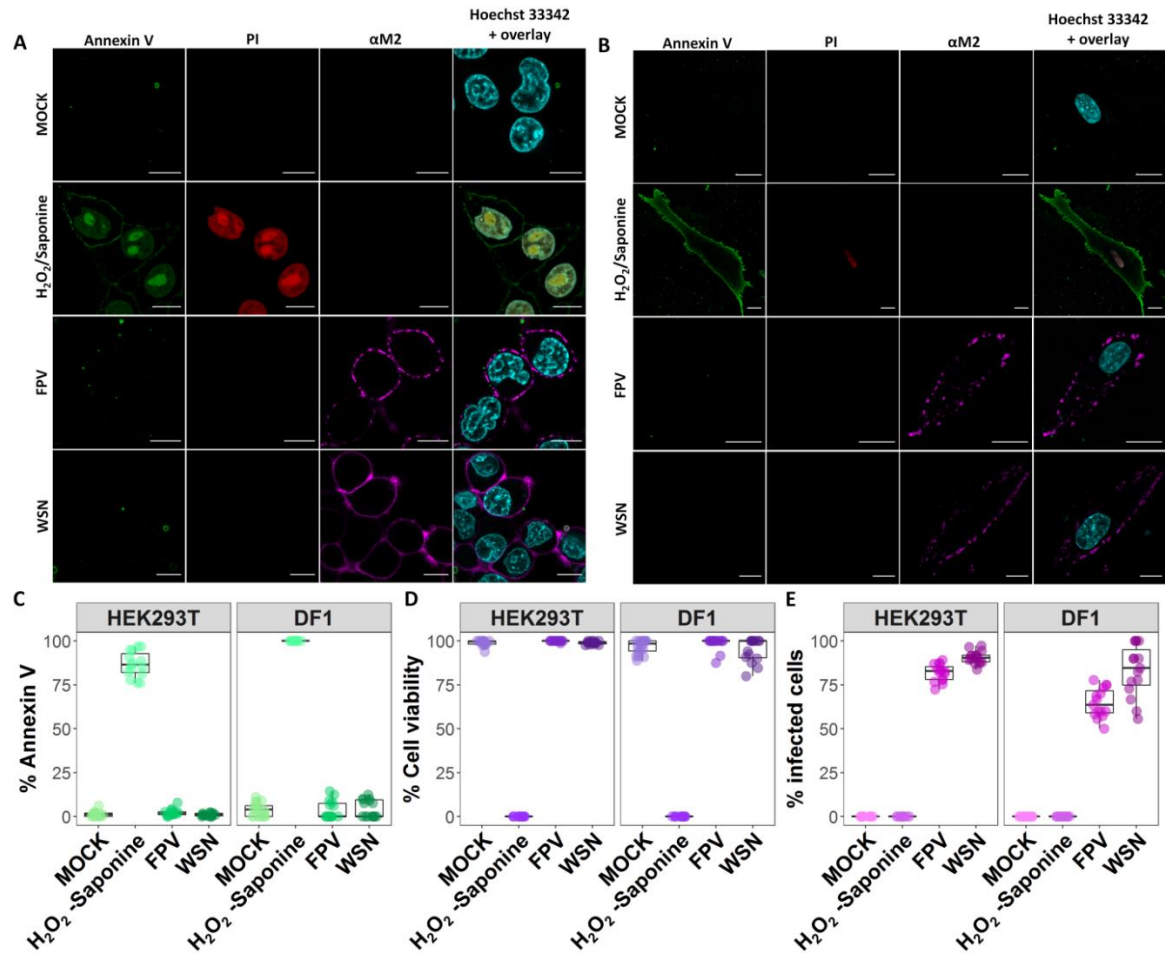 A
Annexin V
PI
αM2
Hoechst 33342
+ overlay
MOCK
H₂O₂/Saponine
FPV
WSN
B
Annexin V
PI
αM2
Hoechst 33342
+ overlay
MOCK
H₂O₂/Saponine
FPV
WSN
C
HEK293T
DF1
% Annexin V
100
75
50
25
0
MOCK
H₂O₂ -Saponine
FPV
WSN
MOCK
H₂O₂ -Saponine
FPV
WSN
D
HEK293T
DF1
% Cell viability
100
75
50
25
0
MOCK
H₂O₂ -Saponine
FPV
WSN
MOCK
H₂O₂ -Saponine
FPV
WSN
E
HEK293T
DF1
% infected cells
100
75
50
25
0
MOCK
H₂O₂ -Saponine
FPV
WSN
MOCK
H₂O₂ -Saponine
FPV
WSN